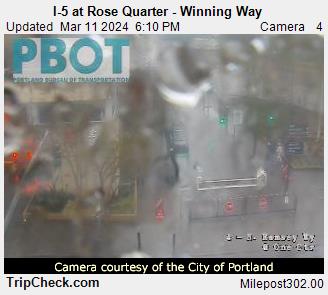 I-5 at Rose Quarter - Winning Way
Updated Mar 11 2024 6:10 PM Camera 4
PBOT
PORTLAND BUREAU OF TRANSPORTATION
Camera courtesy of the City of Portland
TripCheck.com Milepost302.00